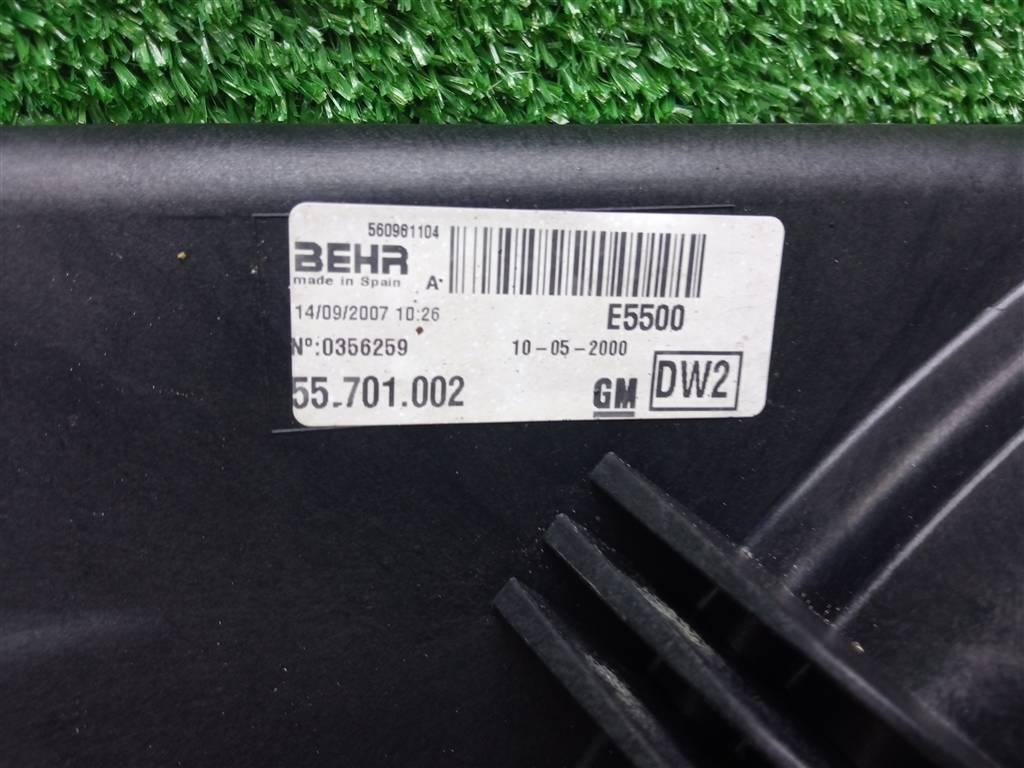 560961104
BEHR
made in Spain A
14/09/2007 10:26 E5500
Nº:0356259 10-05-2000
55.701.002 GM DW2